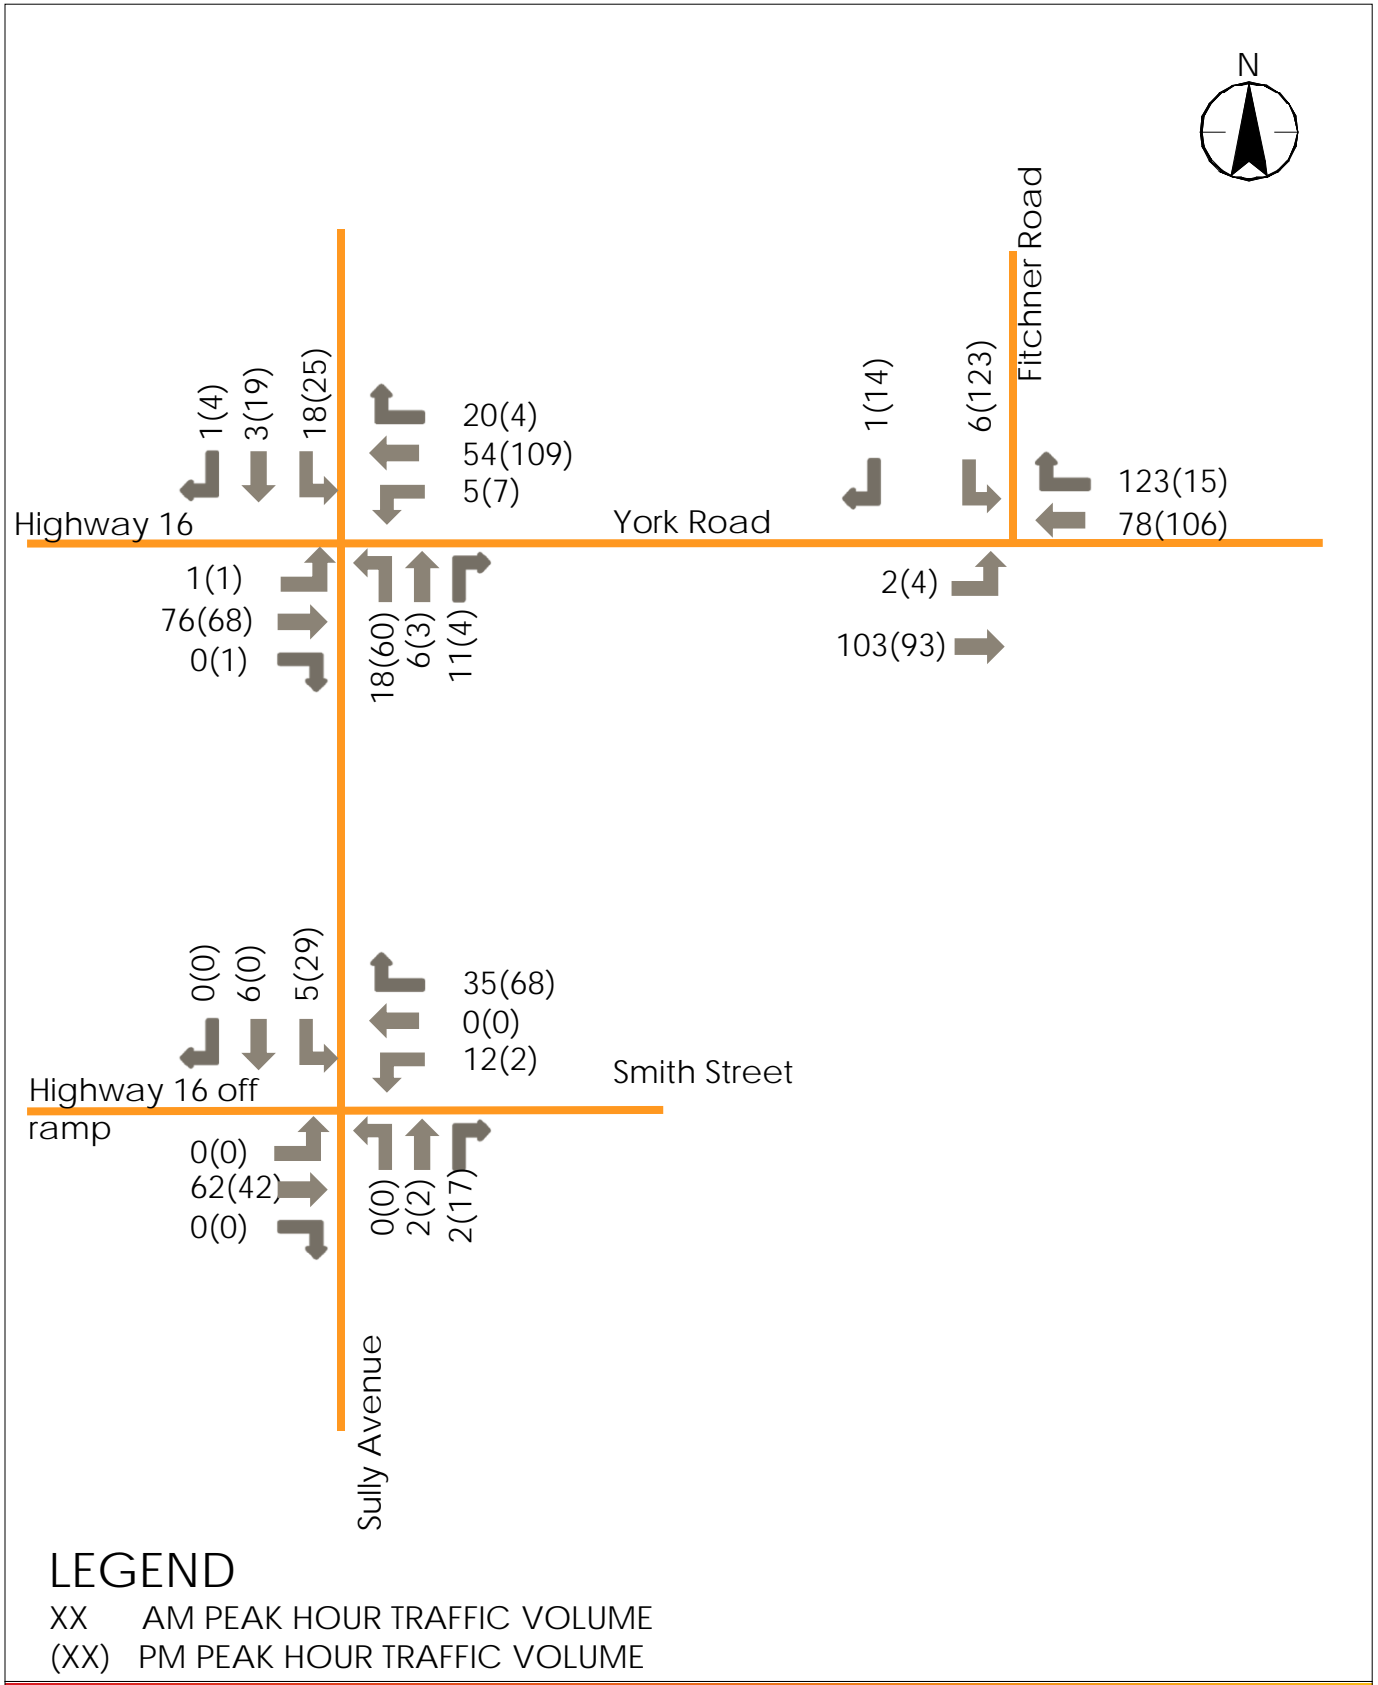 N
Fitchner Road
1(4)
3(19)
18(25)
20(4)
54(109)
5(7)
1(14)
6(123)
123(15)
78(106)
Highway 16
York Road
1(1)
76(68)
0(1)
18(60)
6(3)
11(4)
2(4)
103(93)
0(0)
6(0)
5(29)
35(68)
0(0)
12(2)
Highway 16 off
ramp
Smith Street
0(0)
62(42)
0(0)
0(0)
2(2)
2(17)
Sully Avenue
LEGEND
XX AM PEAK HOUR TRAFFIC VOLUME
(XX) PM PEAK HOUR TRAFFIC VOLUME